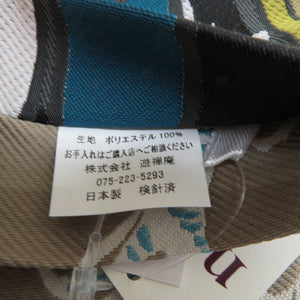 生地 ポリエステル100%
お手入れはご購入店へご相談ください
株式会社 遊禅庵
075-223-5293
日本製 検針済